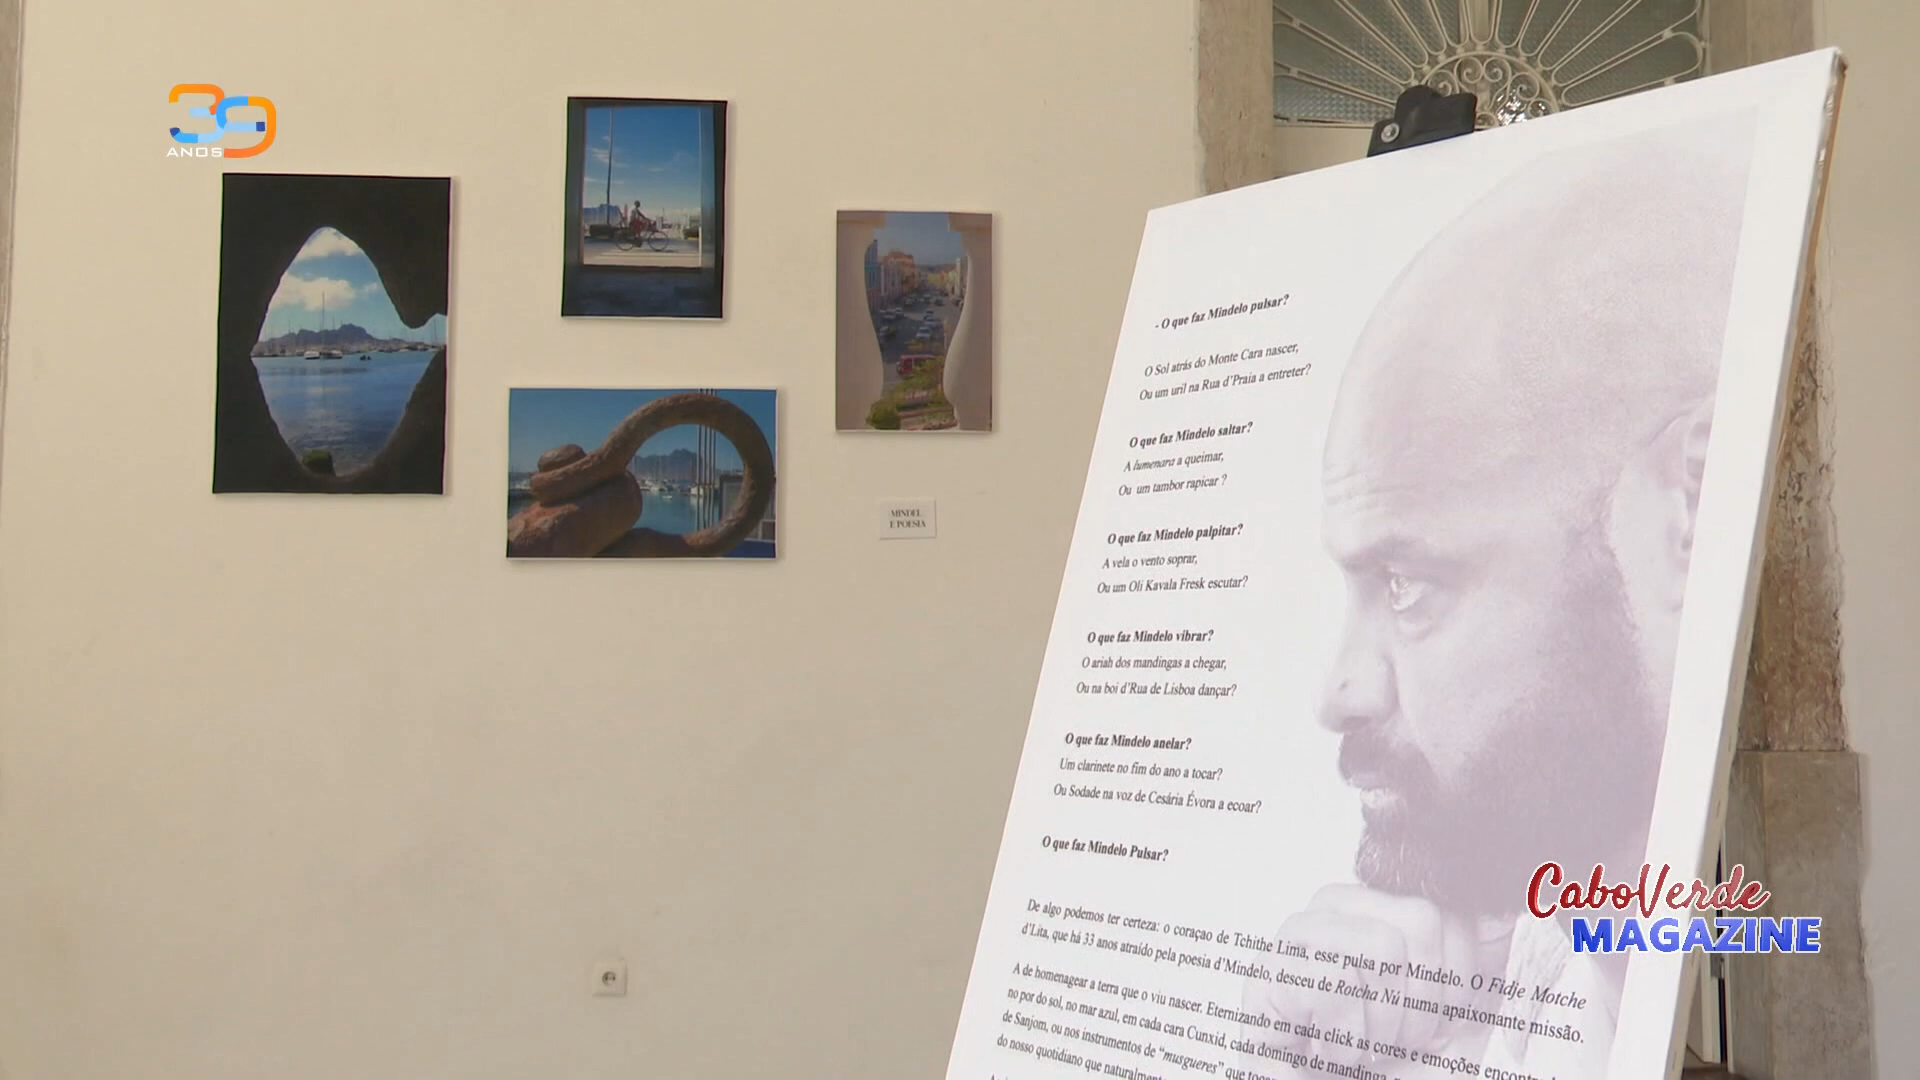 39
ANOS
MINDEL
E POESIA
- O que faz Mindelo pulsar?
O Sol atrás do Monte Cara nascer,
Ou um uril na Rua d'Praia a entreter?
O que faz Mindelo saltar?
A lumenara a queimar,
Ou um tambor rapicar ?
O que faz Mindelo palpitar?
A vela o vento soprar,
Ou um Oli Kavala Fresk escutar?
O que faz Mindelo vibrar?
O ariah dos mandingas a chegar,
Ou na boi d'Rua de Lisboa dançar?
O que faz Mindelo anelar?
Um clarinete no fim do ano a tocar?
Ou Sodade na voz de Cesária Évora a ecoar?
O que faz Mindelo Pulsar?
De algo podemos ter certeza: o coraçao de Tchithe Lima, esse pulsa por Mindelo. O Fidje Motche
d'Lita, que há 33 anos atraído pela poesia d'Mindelo, desceu de Rotcha Nú numa apaixonante missão.
A de homenagear a terra que o viu nascer. Eternizando em cada click as cores e emoções
no por do sol, no mar azul, em cada cara Cunxid, cada domingo de mandinga
de Sanjom, ou nos instrumentos de "musgueres" que
do nosso quotidiano que
CaboVerde
MAGAZINE